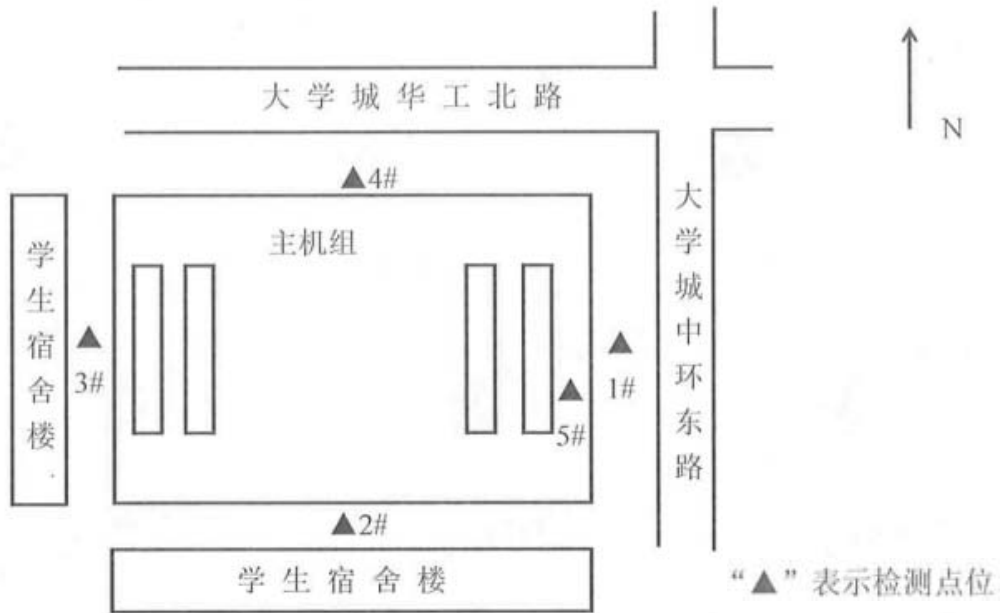 大学城华工北路
N
▲4#
主机组
学生宿舍楼
大学城中环东路
▲
3#
▲
1#
▲
5#
▲2#
学生宿舍楼
“▲”表示检测点位